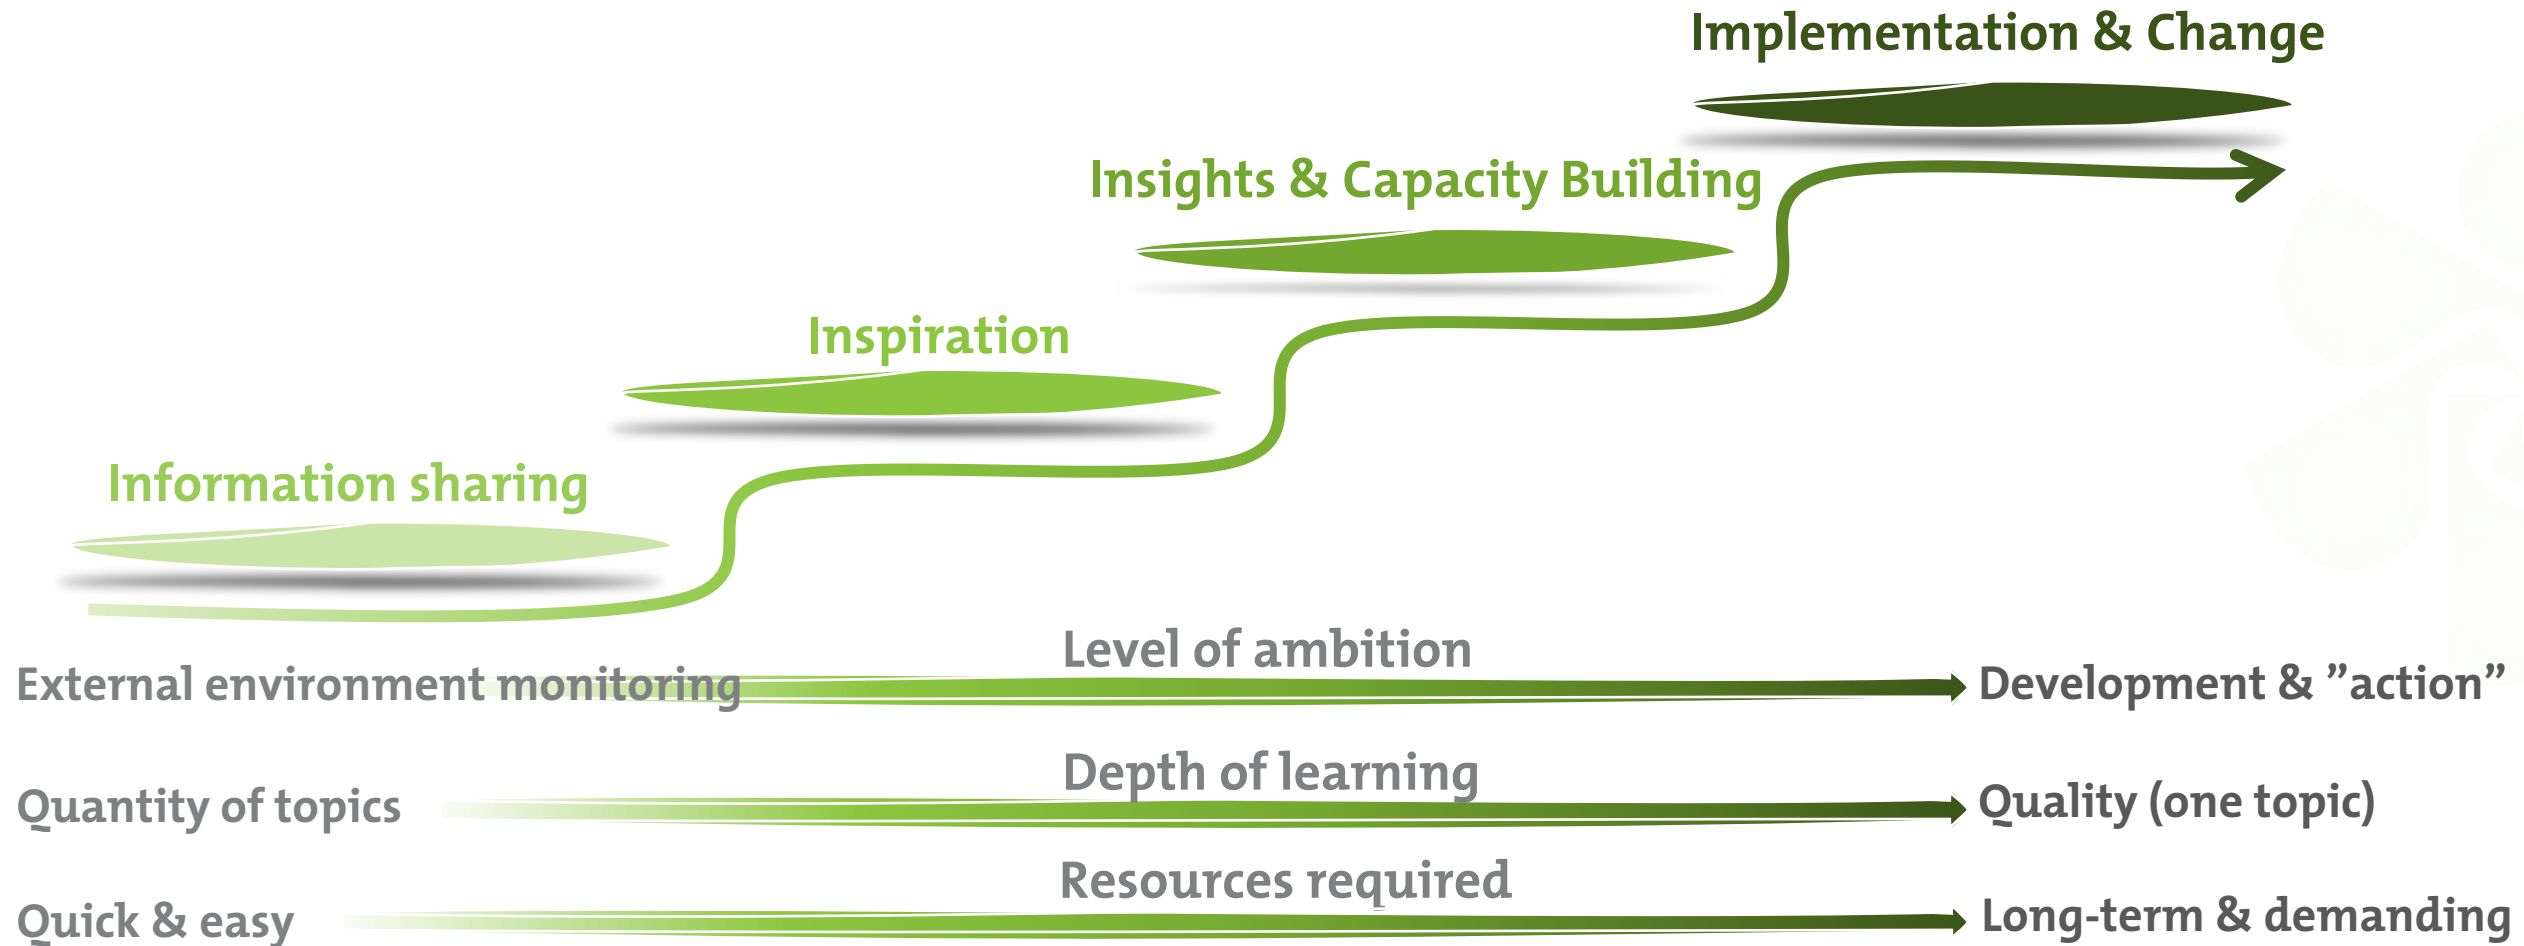 Implementation & Change
Insights & Capacity Building
Inspiration
Information sharing
Level of ambition
External environment monitoring
Development & ”action”
Depth of learning
Quantity of topics
Quality (one topic)
Resources required
Quick & easy
Long-term & demanding